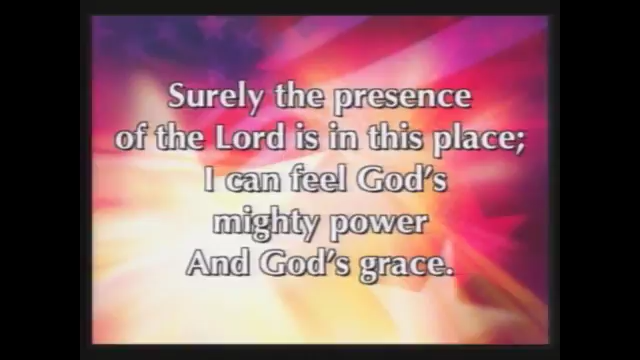 Surely the presence
of the Lord is in this place;
I can feel God's
mighty power
And God's grace.